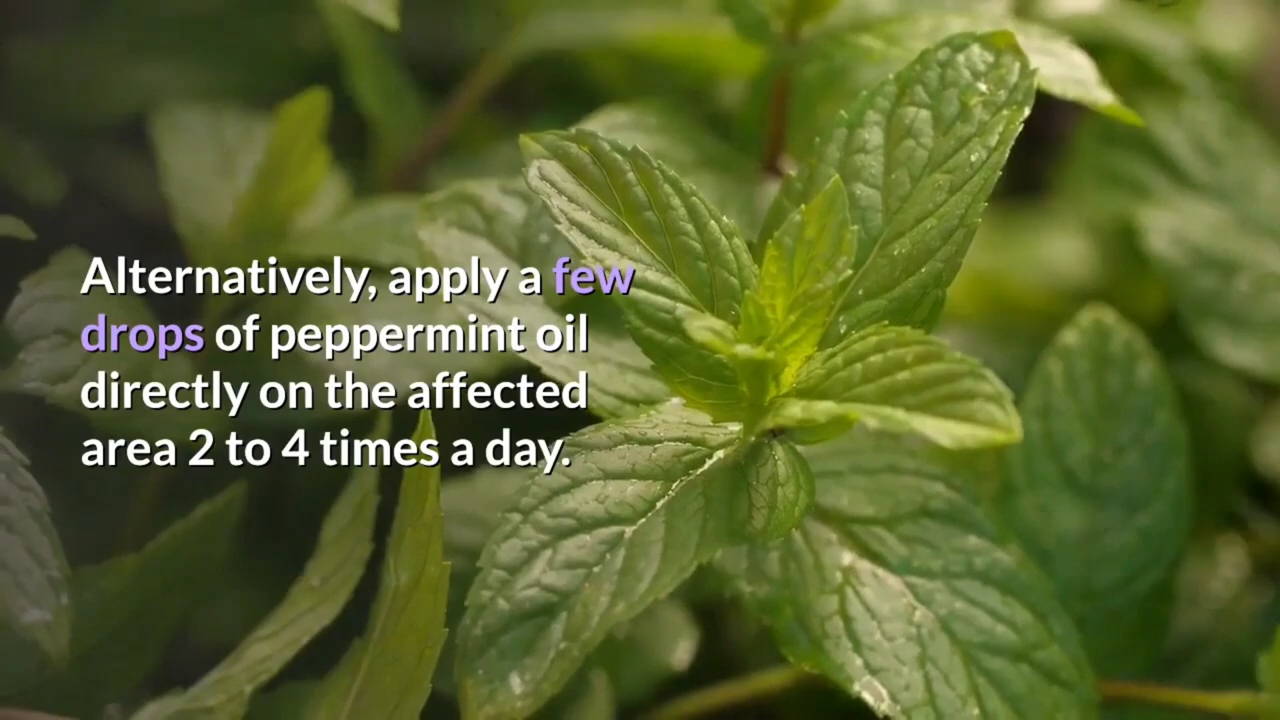 Alternatively, apply a few
drops of peppermint oil
directly on the affected
area 2 to 4 times a day.